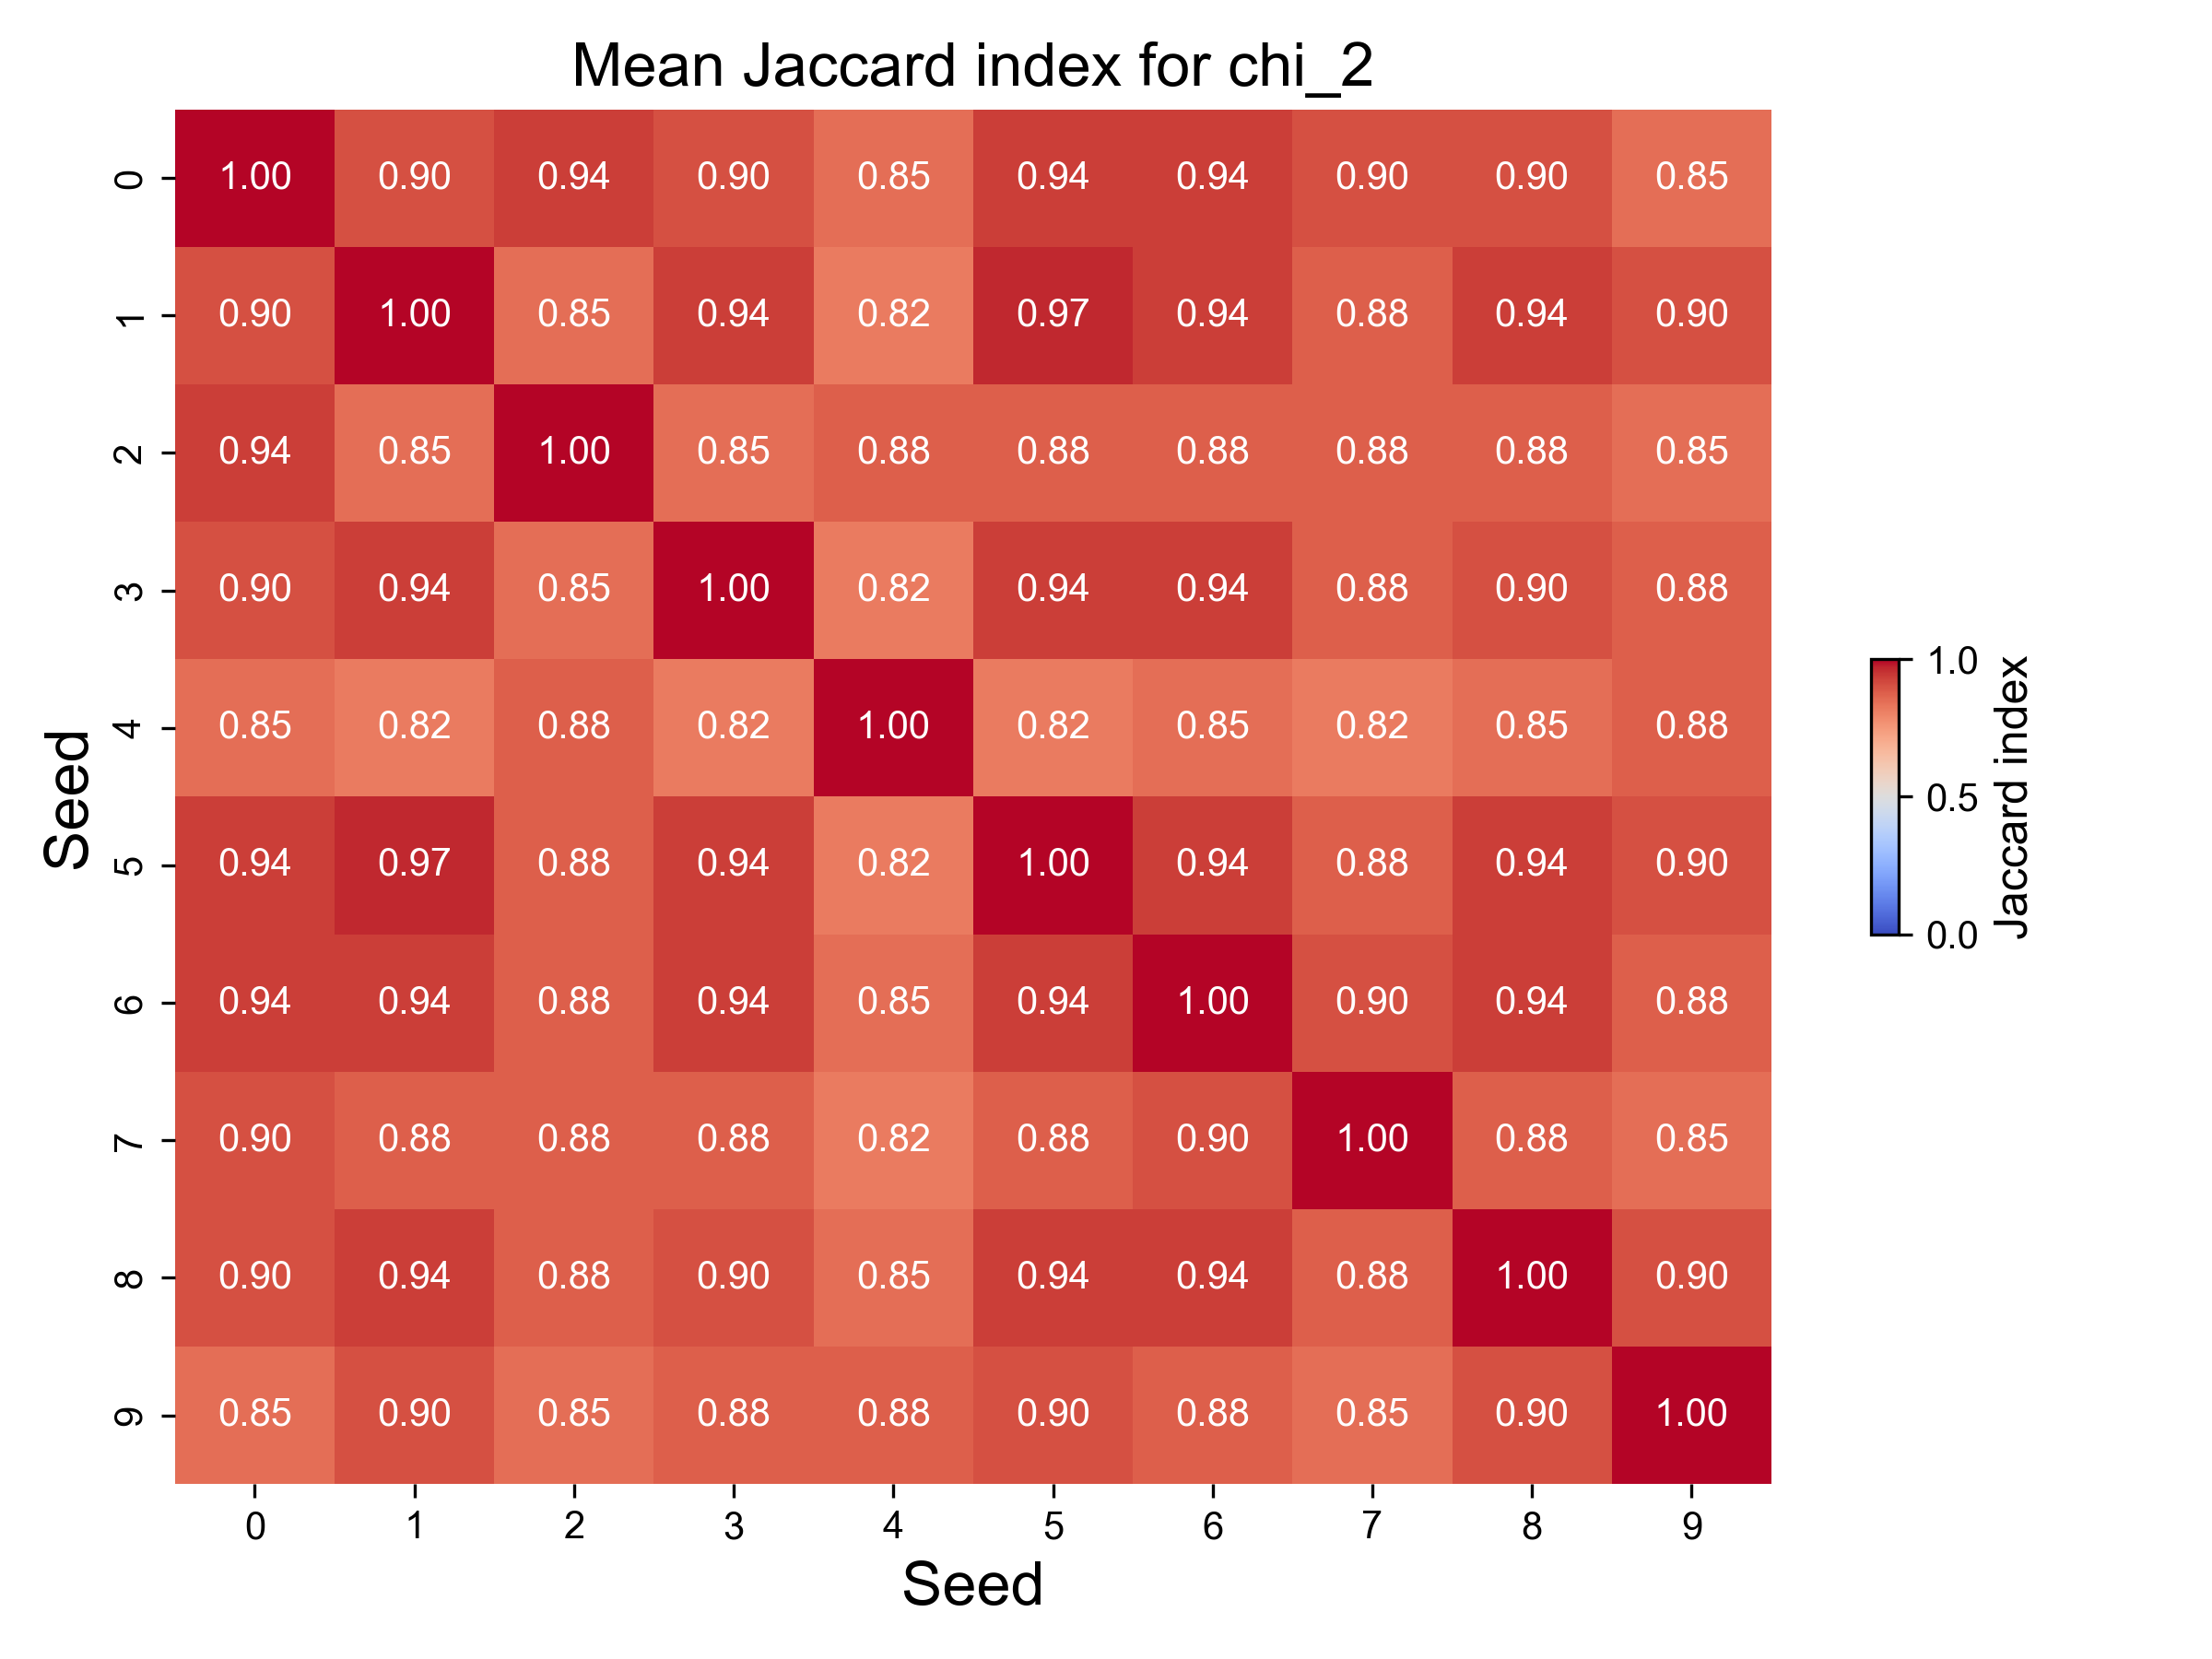 Mean Jaccard index for chi_2
0 1.00 0.90 0.94 0.90 0.85 0.94 0.94 0.90 0.90 0.85
1 0.90 1.00 0.85 0.94 0.82 0.97 0.94 0.88 0.94 0.90
2 0.94 0.85 1.00 0.85 0.88 0.88 0.88 0.88 0.88 0.85
3 0.90 0.94 0.85 1.00 0.82 0.94 0.94 0.88 0.90 0.88
4 0.85 0.82 0.88 0.82 1.00 0.82 0.85 0.82 0.85 0.88
5 0.94 0.97 0.88 0.94 0.82 1.00 0.94 0.88 0.94 0.90
6 0.94 0.94 0.88 0.94 0.85 0.94 1.00 0.90 0.94 0.88
7 0.90 0.88 0.88 0.88 0.82 0.88 0.90 1.00 0.88 0.85
8 0.90 0.94 0.88 0.90 0.85 0.94 0.94 0.88 1.00 0.90
9 0.85 0.90 0.85 0.88 0.88 0.90 0.88 0.85 0.90 1.00
0 1 2 3 4 5 6 7 8 9
Seed
Seed
1.0
0.5
0.0
Jaccard index